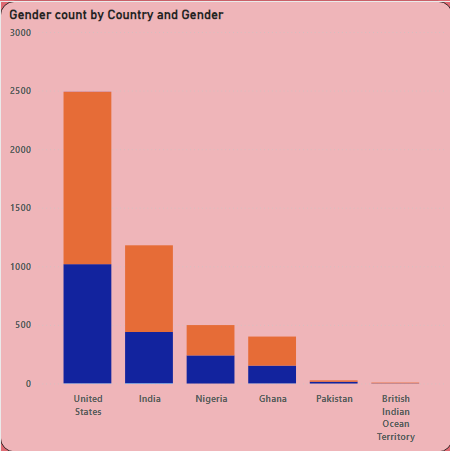 Gender count by Country and Gender
3000
2500
2000
1500
1000
500
0
United
States
India
Nigeria
Ghana
Pakistan
British
Indian
Ocean
Territory